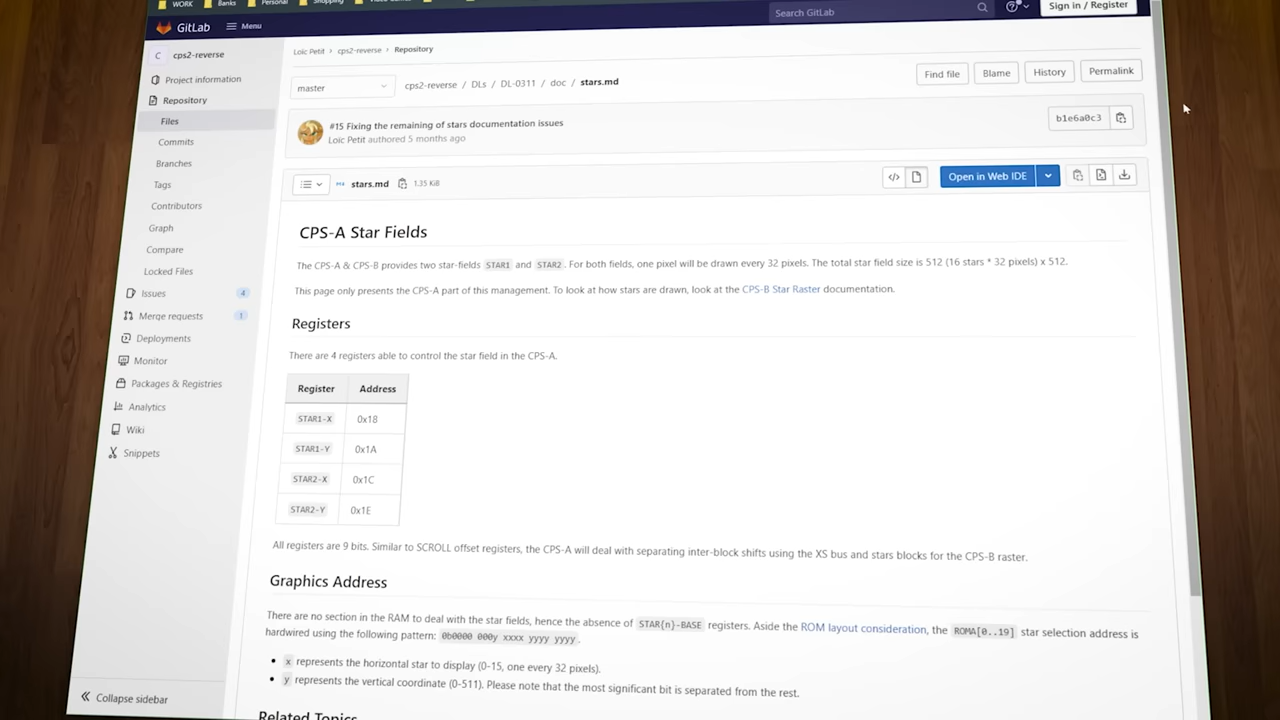 WORK Banks Personal Shopping
GitLab Menu Search GitLab Sign in / Register
C cps2-reverse
Project information
Repository
Files
Commits
Branches
Tags
Contributors
Graph
Compare
Locked Files
Issues 4
Merge requests 1
Deployments
Monitor
Packages & Registries
Analytics
Wiki
Snippets
Collapse sidebar
Loic Petit › cps2-reverse › Repository
master cps2-reverse / DLs / DL-0311 / doc / stars.md Find file Blame History Permalink
#15 Fixing the remaining of stars documentation issues
Loic Petit authored 5 months ago
b1e6a0c3
stars.md 1.35 KiB Open in Web IDE
CPS-A Star Fields
The CPS-A & CPS-B provides two star-fields STAR1 and STAR2. For both fields, one pixel will be drawn every 32 pixels. The total star field size is 512 (16 stars * 32 pixels) x 512.
This page only presents the CPS-A part of this management. To look at how stars are drawn, look at the CPS-B Star Raster documentation.
Registers
There are 4 registers able to control the star field in the CPS-A.
Register Address
STAR1-X 0x18
STAR1-Y 0x1A
STAR2-X 0x1C
STAR2-Y 0x1E
All registers are 9 bits. Similar to SCROLL offset registers, the CPS-A will deal with separating inter-block shifts using the XS bus and stars blocks for the CPS-B raster.
Graphics Address
There are no section in the RAM to deal with the star fields, hence the absence of STAR{n}-BASE registers. Aside the ROM layout consideration, the ROMA[0..19] star selection address is
hardwired using the following pattern: 0b0000 000y xxxx yyyy yyyy.
• x represents the horizontal star to display (0-15, one every 32 pixels).
• y represents the vertical coordinate (0-511). Please note that the most significant bit is separated from the rest.
Related Topics